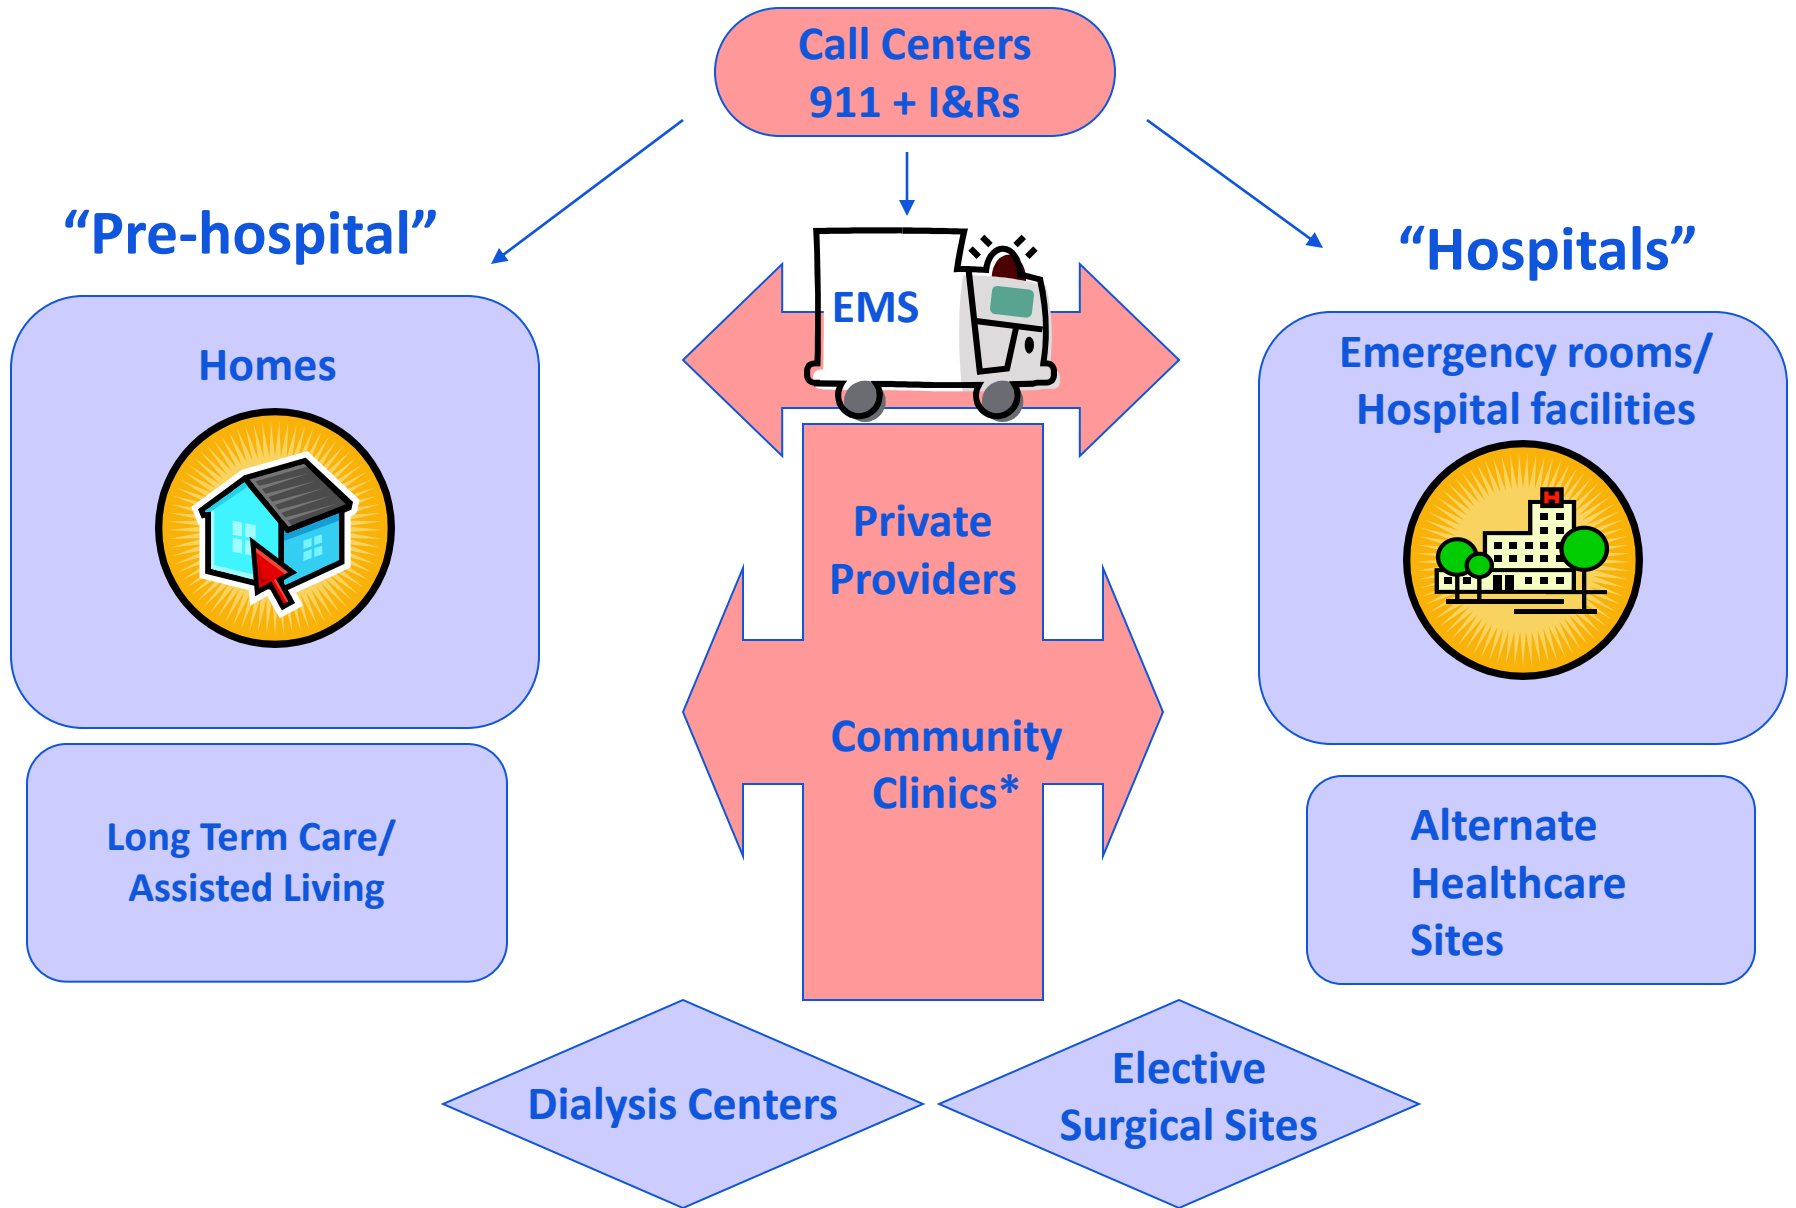 Call Centers
911 + I&Rs
“Pre-hospital”
“Hospitals”
EMS
Homes
Emergency rooms/
Hospital facilities
H
Private
Providers
Community
Clinics*
Long Term Care/
Assisted Living
Alternate
Healthcare
Sites
Dialysis Centers
Elective
Surgical Sites